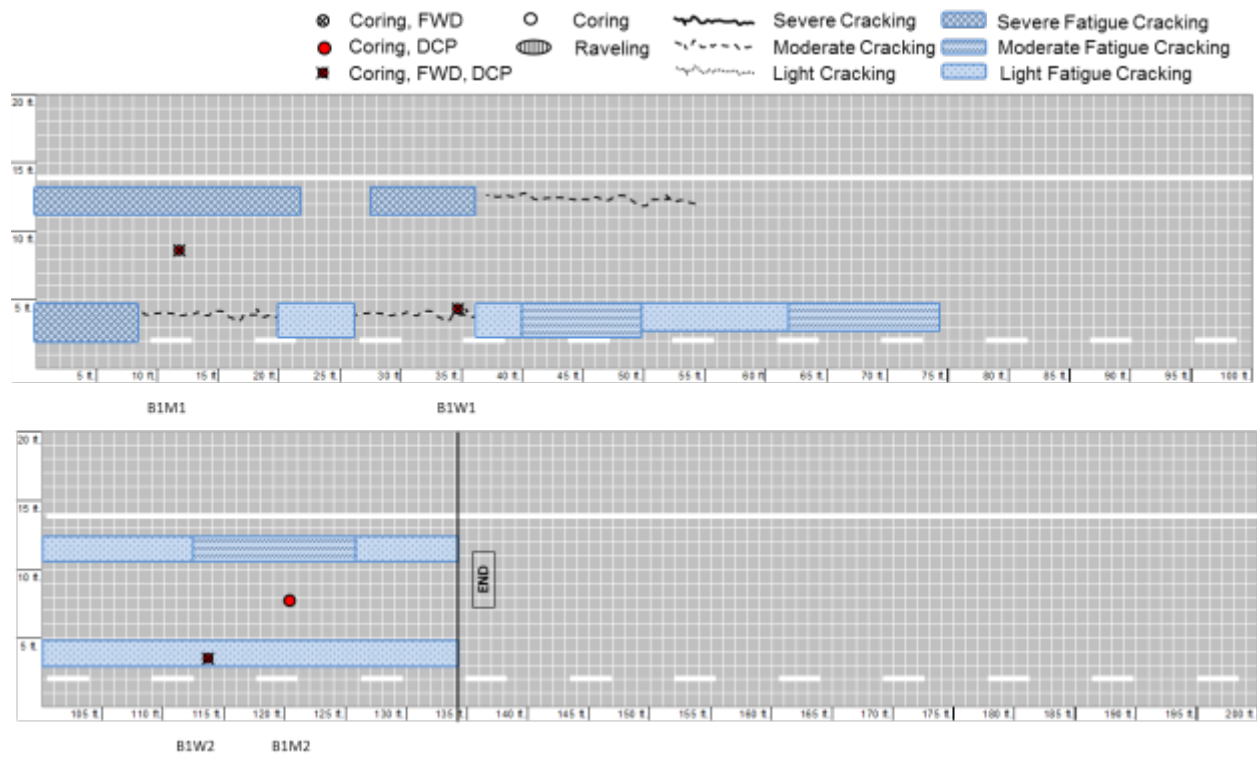 Coring, FWD Coring Severe Cracking Severe Fatigue Cracking
Coring, DCP Raveling Moderate Cracking Moderate Fatigue Cracking
Coring, FWD, DCP Light Cracking Light Fatigue Cracking
20 ft.
15 ft.
10 ft.
5 ft.
5 ft. 10 ft. 15 ft. 20 ft. 25 ft. 30 ft. 35 ft. 40 ft. 45 ft. 50 ft. 55 ft. 60 ft 65 ft. 70 ft. 75 ft. 80 ft. 85 ft. 90 ft. 95 ft. 100 ft.
B1M1 B1W1
20 ft.
15 ft.
10 ft.
END
5 ft.
105 ft. 110 ft. 115 ft. 120 ft. 125 ft. 130 ft. 135 ft. 140 ft. 145 ft. 150 ft. 155 ft. 160 ft. 165 ft. 170 ft. 175 ft. 180 ft. 185 ft. 190 ft. 195 ft. 200 ft.
B1W2 B1M2